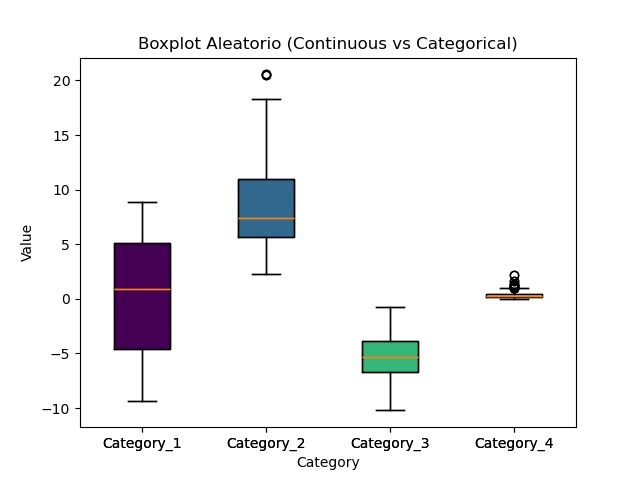 Boxplot Aleatorio (Continuous vs Categorical)
20
15
10
5
0
−5
−10
Value
Category_1
Category_2
Category_3
Category_4
Category